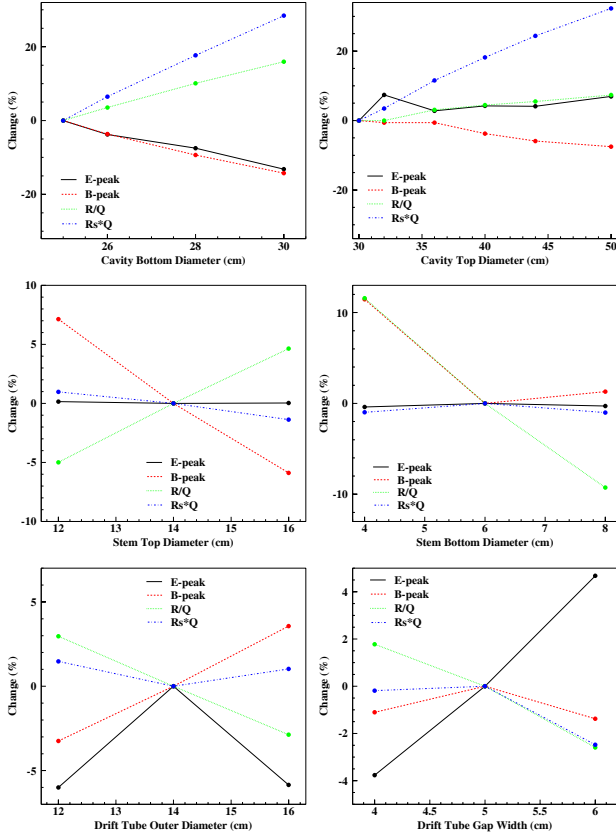 20
0
-20
Change (%)
E-peak
B-peak
R/Q
Rs*Q
26
28
30
Cavity Bottom Diameter (cm)
20
0
-20
Change (%)
E-peak
B-peak
R/Q
Rs*Q
30
35
40
45
50
Cavity Top Diameter (cm)
10
5
0
-5
-10
Change (%)
E-peak
B-peak
R/Q
Rs*Q
12
13
14
15
16
Stem Top Diameter (cm)
10
0
-10
Change (%)
E-peak
B-peak
R/Q
Rs*Q
4
5
6
7
8
Stem Bottom Diameter (cm)
5
0
-5
Change (%)
E-peak
B-peak
R/Q
Rs*Q
12
13
14
15
16
Drift Tube Outer Diameter (cm)
4
2
0
-2
-4
Change (%)
E-peak
B-peak
R/Q
Rs*Q
4
5
6
Drift Tube Gap Width (cm)